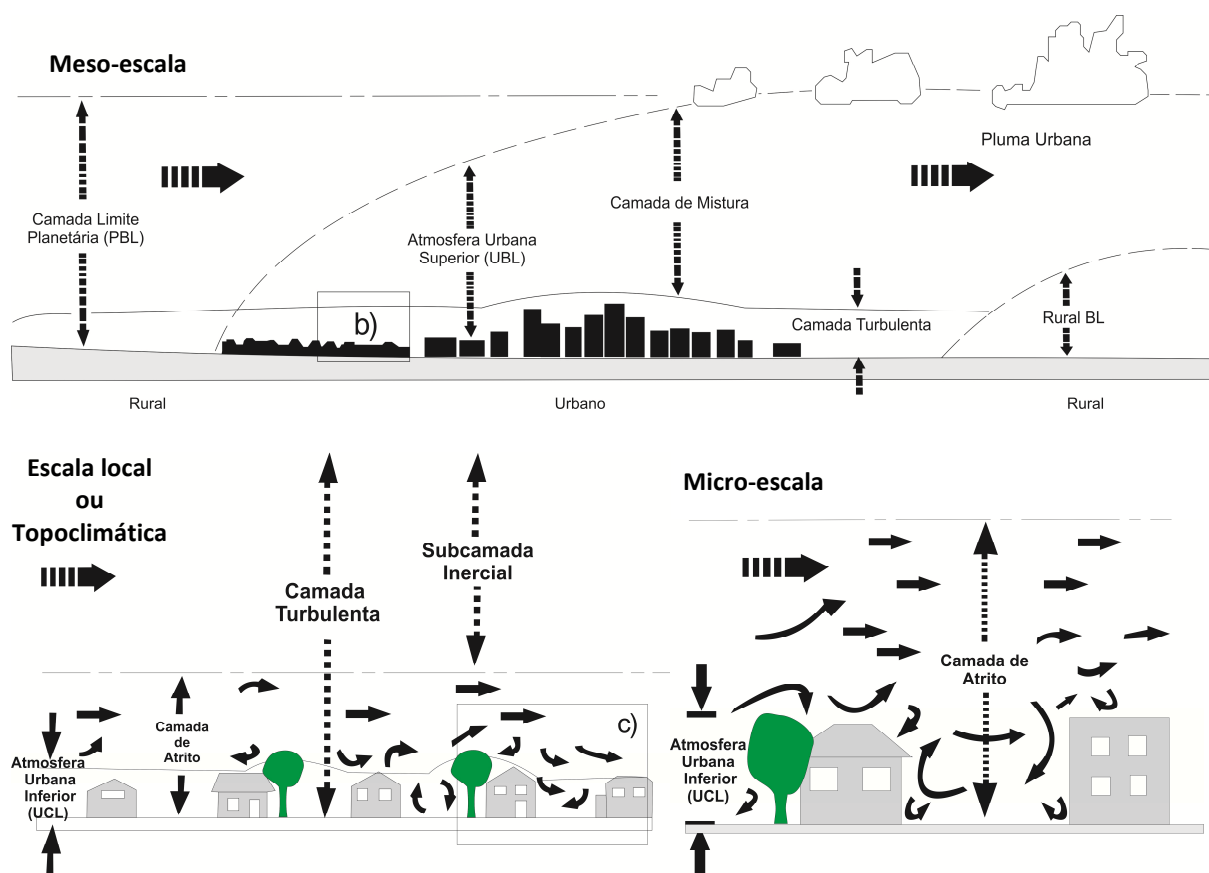 Meso-escala
Pluma Urbana
Camada Limite
Planetária (PBL)
Camada de Mistura
Atmosfera Urbana
Superior (UBL)
b)
Camada Turbulenta
Rural BL
Rural
Urbano
Rural
Escala local
ou
Topoclimática
Camada
Turbulenta
Subcamada
Inercial
Camada
de
Atrito
Atmosfera
Urbana
Inferior
(UCL)
c)
Micro-escala
Camada de
Atrito
Atmosfera
Urbana
Inferior
(UCL)